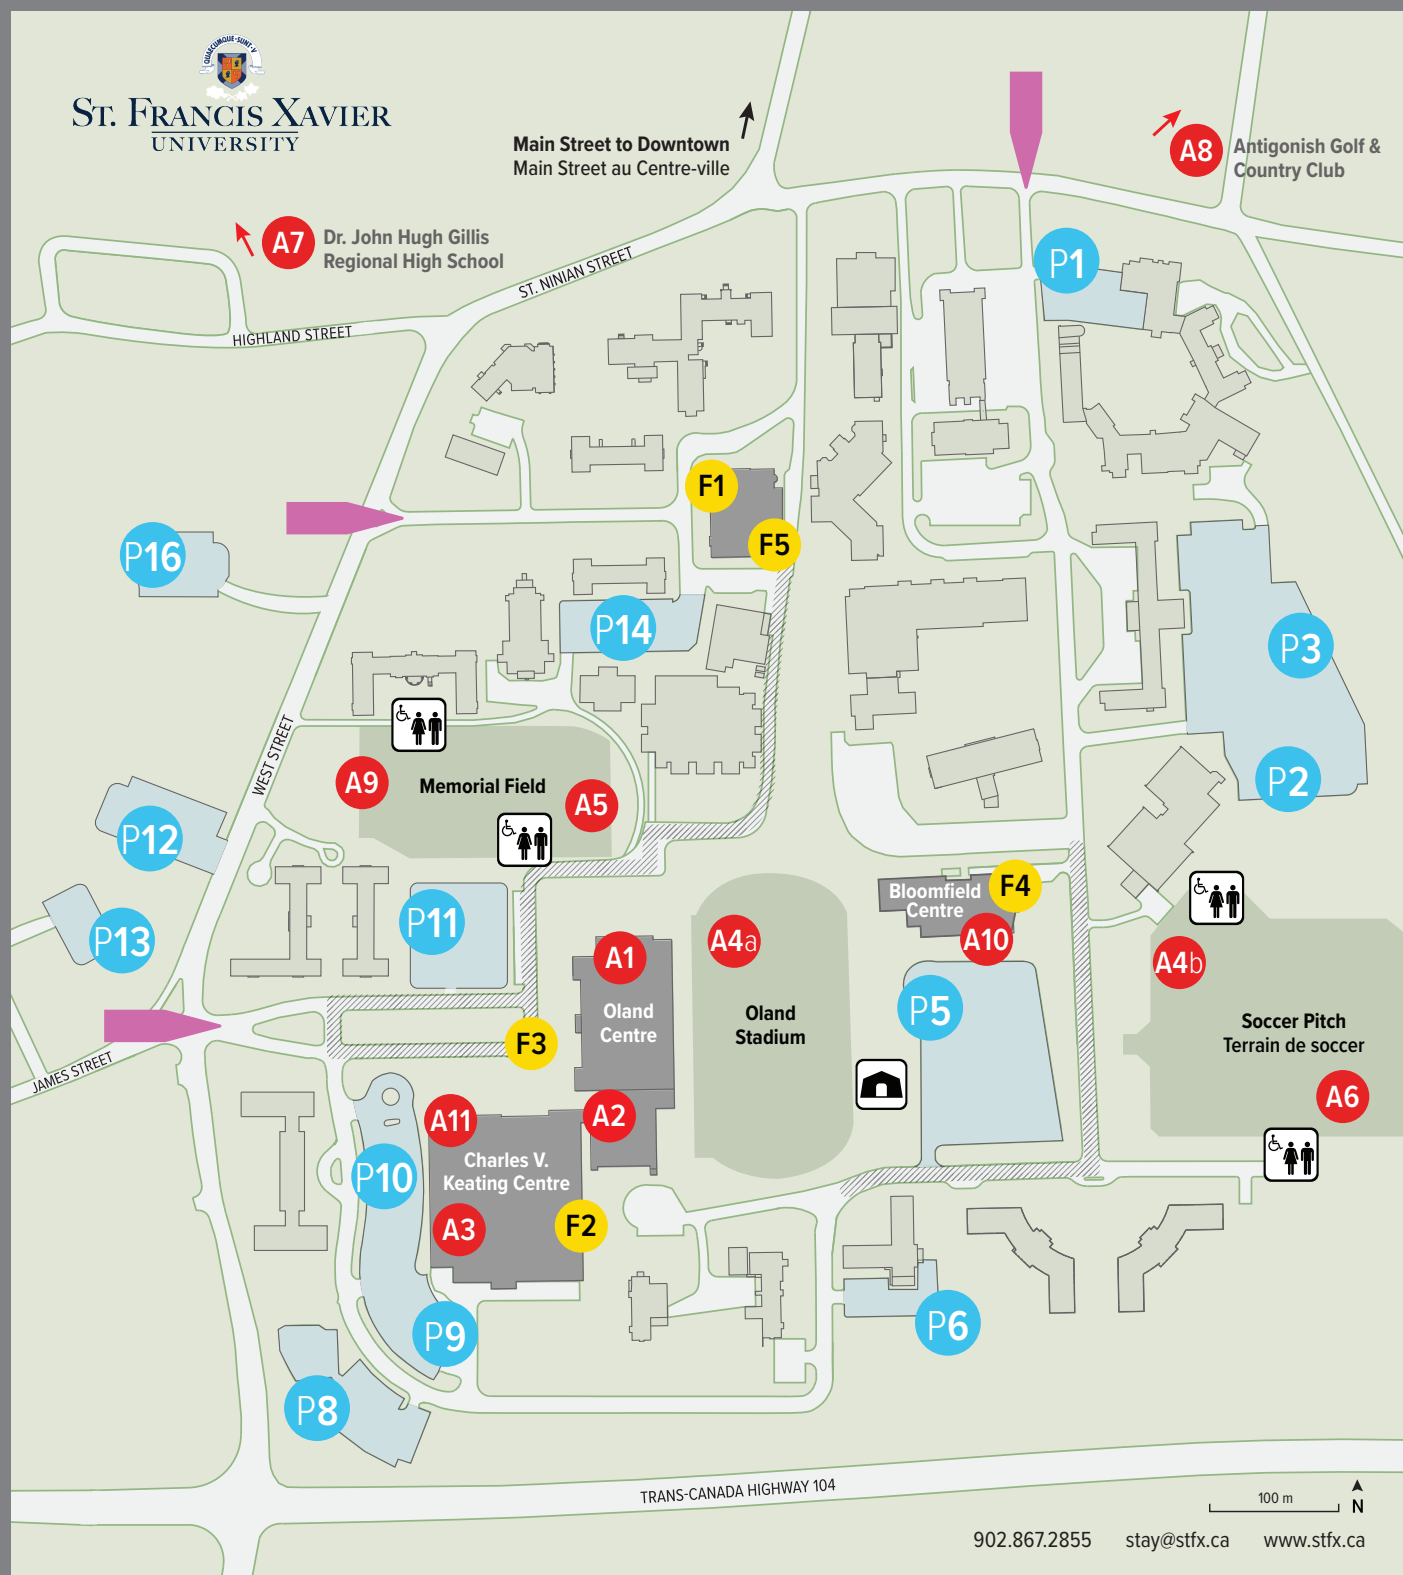 QUAECUMQUE·SUNT·V
ST. FRANCIS XAVIER
UNIVERSITY
Main Street to Downtown
Main Street au Centre-ville
A8
Antigonish Golf &
Country Club
A7
Dr. John Hugh Gillis
Regional High School
ST. NINIAN STREET
HIGHLAND STREET
P1
F1
F5
P16
P14
P3
P2
WEST STREET
A9
Memorial Field
A5
P12
P13
P11
Bloomfield
Centre
F4
A10
A1
Oland
Centre
A4a
Oland
Stadium
A4b
P5
Soccer Pitch
Terrain de soccer
F3
JAMES STREET
A6
A11
A2
Charles V.
Keating Centre
P10
A3
F2
P9
P6
P8
TRANS-CANADA HIGHWAY 104
100 m
N
902.867.2855 stay@stfx.ca www.stfx.ca